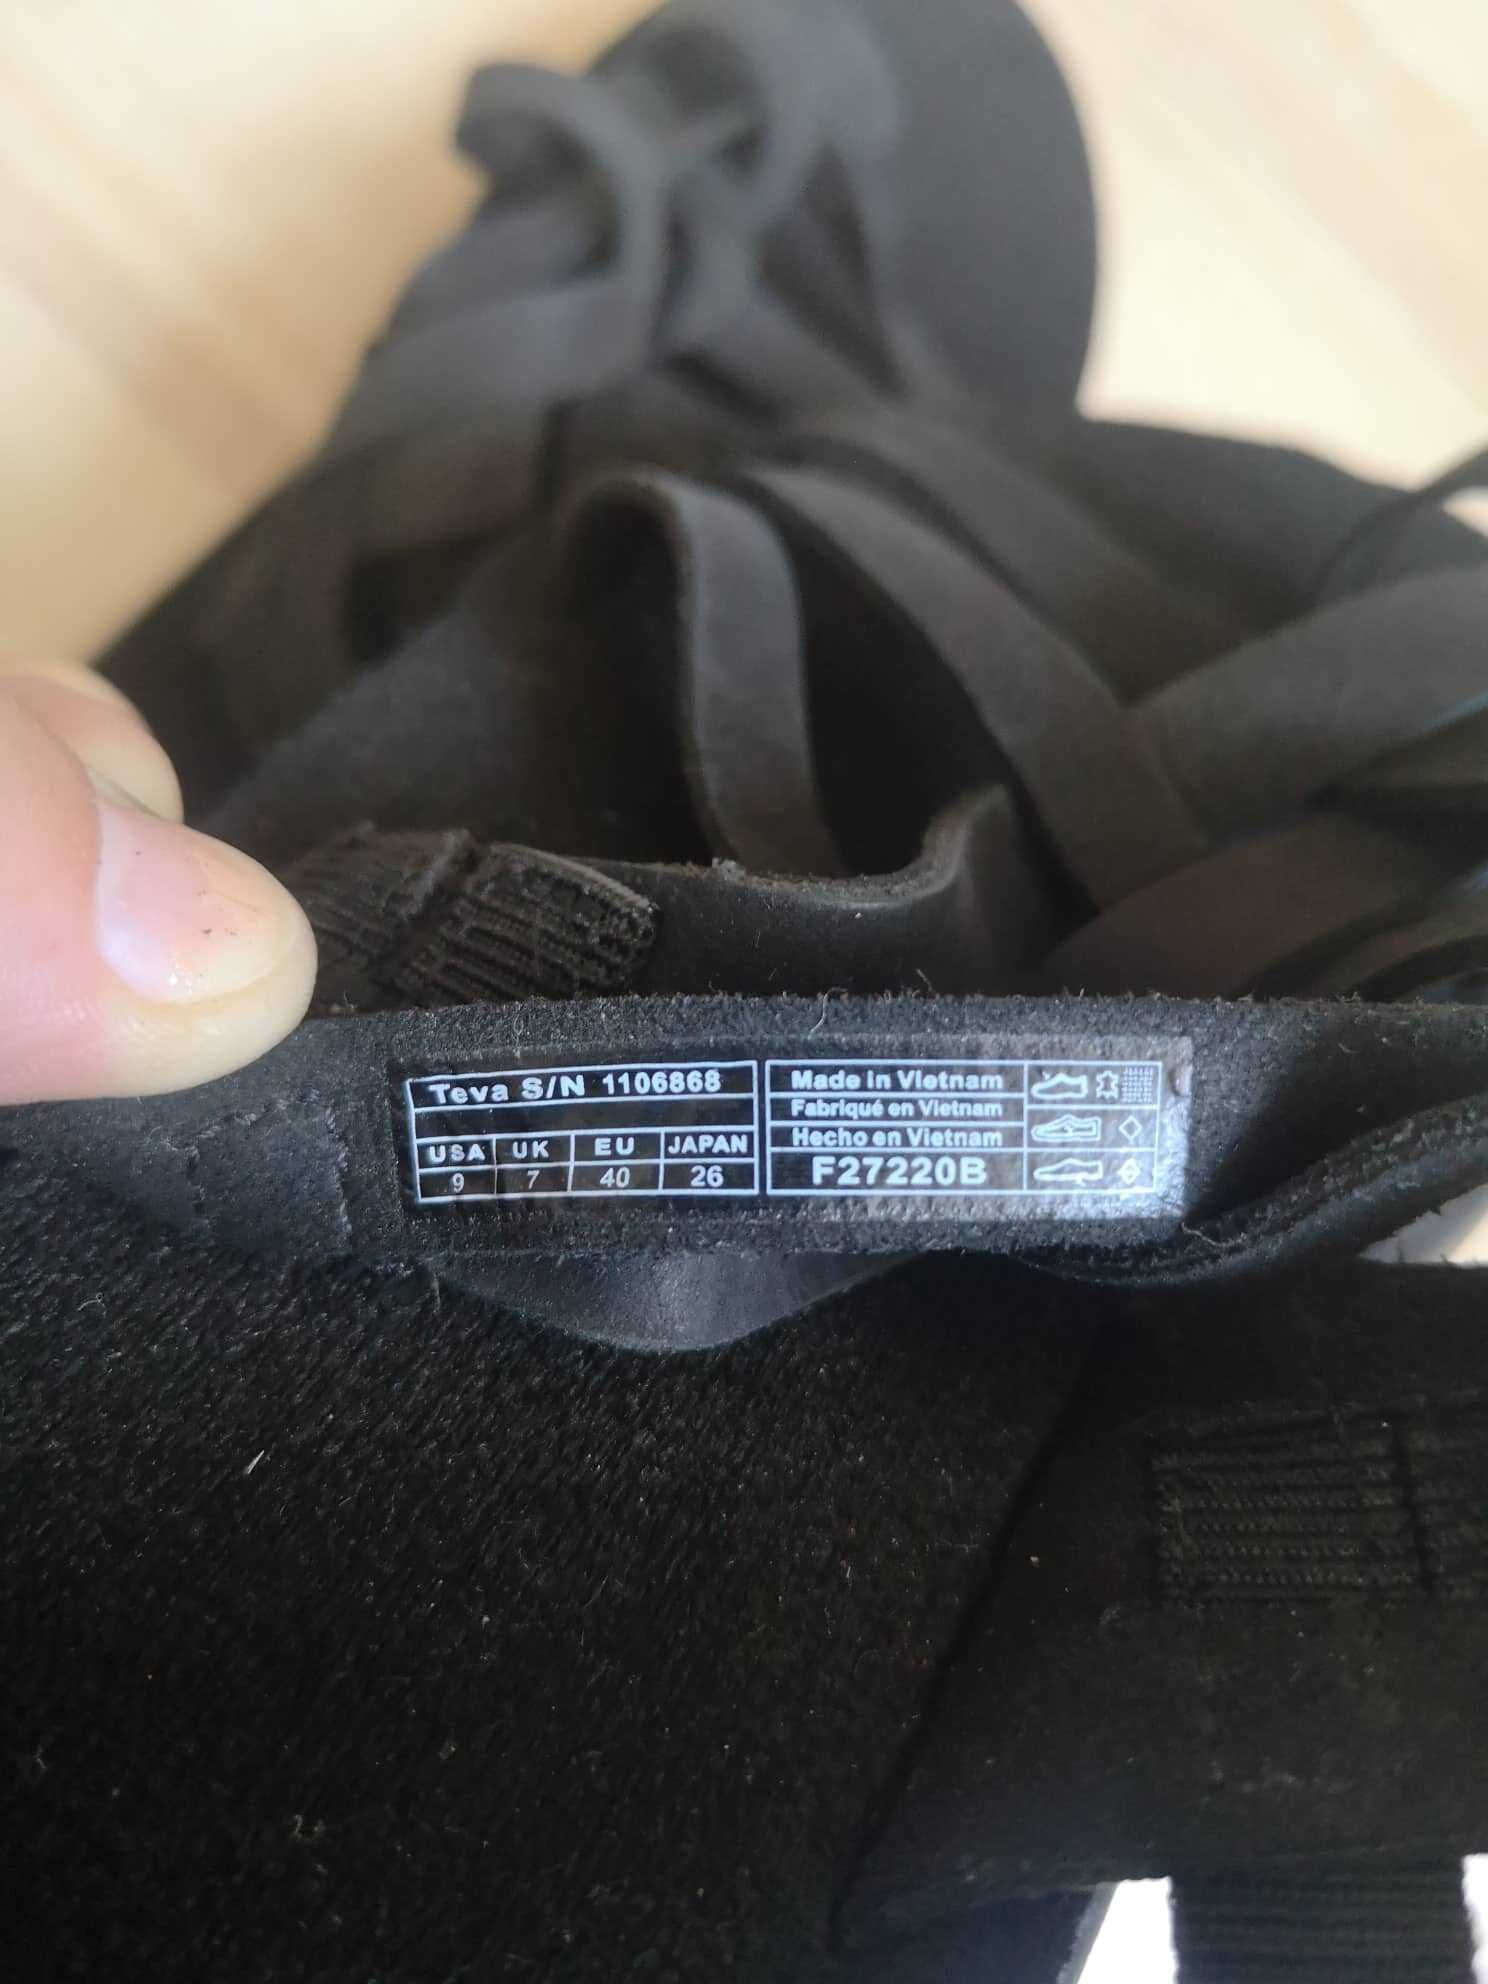 Teva S/N 1106868
USA UK EU JAPAN
9 7 40 26
Made in Vietnam
Fabriqué en Vietnam
Hecho en Vietnam
F27220B